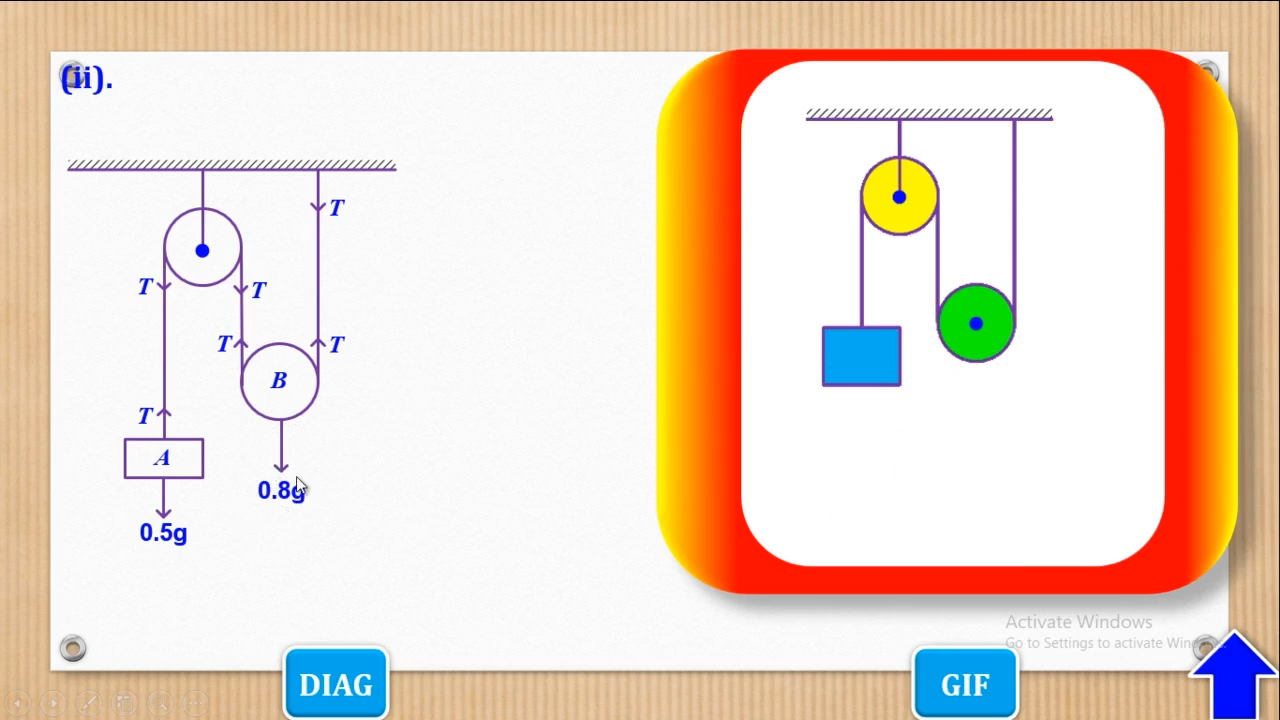 (ii).
T
T
T
T
T
B
T
A
0.8g
0.5g
Activate Windows
Go to Settings to activate Windows.
DIAG
GIF